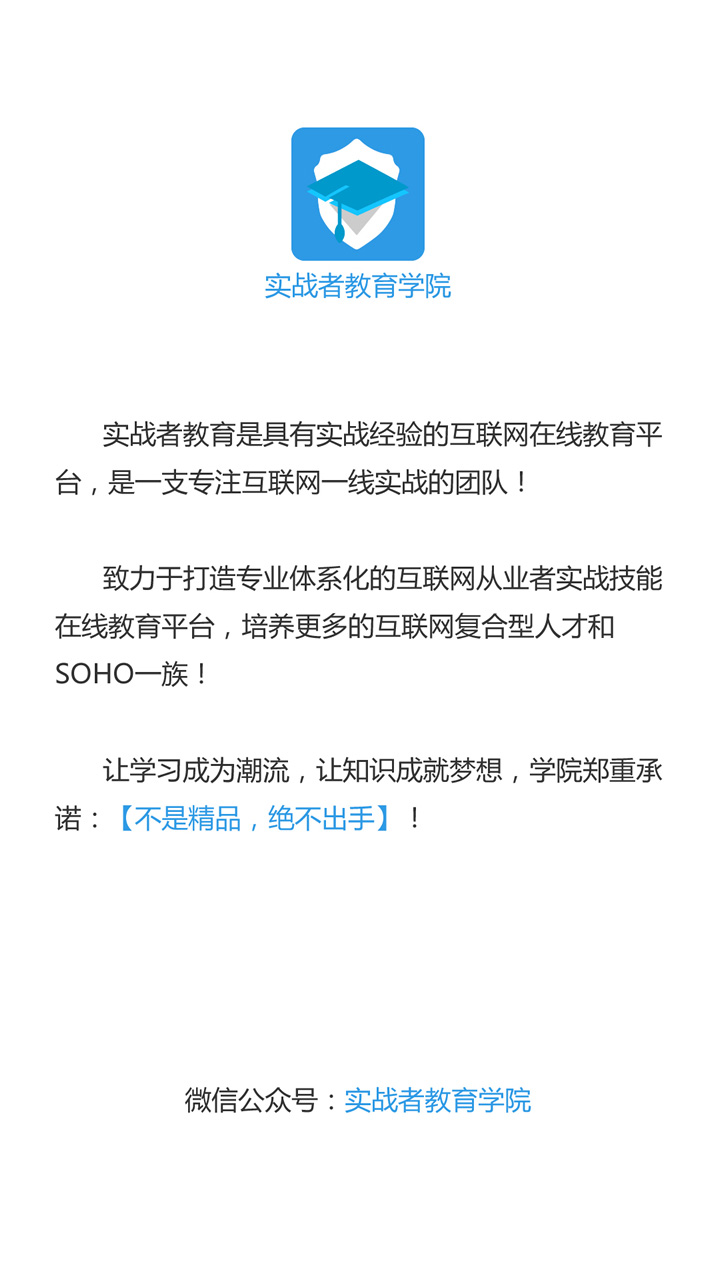 实战者教育学院
实战者教育是具有实战经验的互联网在线教育平
台，是一支专注互联网一线实战的团队！
致力于打造专业体系化的互联网从业者实战技能
在线教育平台，培养更多的互联网复合型人才和
SOHO一族！
让学习成为潮流，让知识成就梦想，学院郑重承
诺：【不是精品，绝不出手】！
微信公众号：实战者教育学院